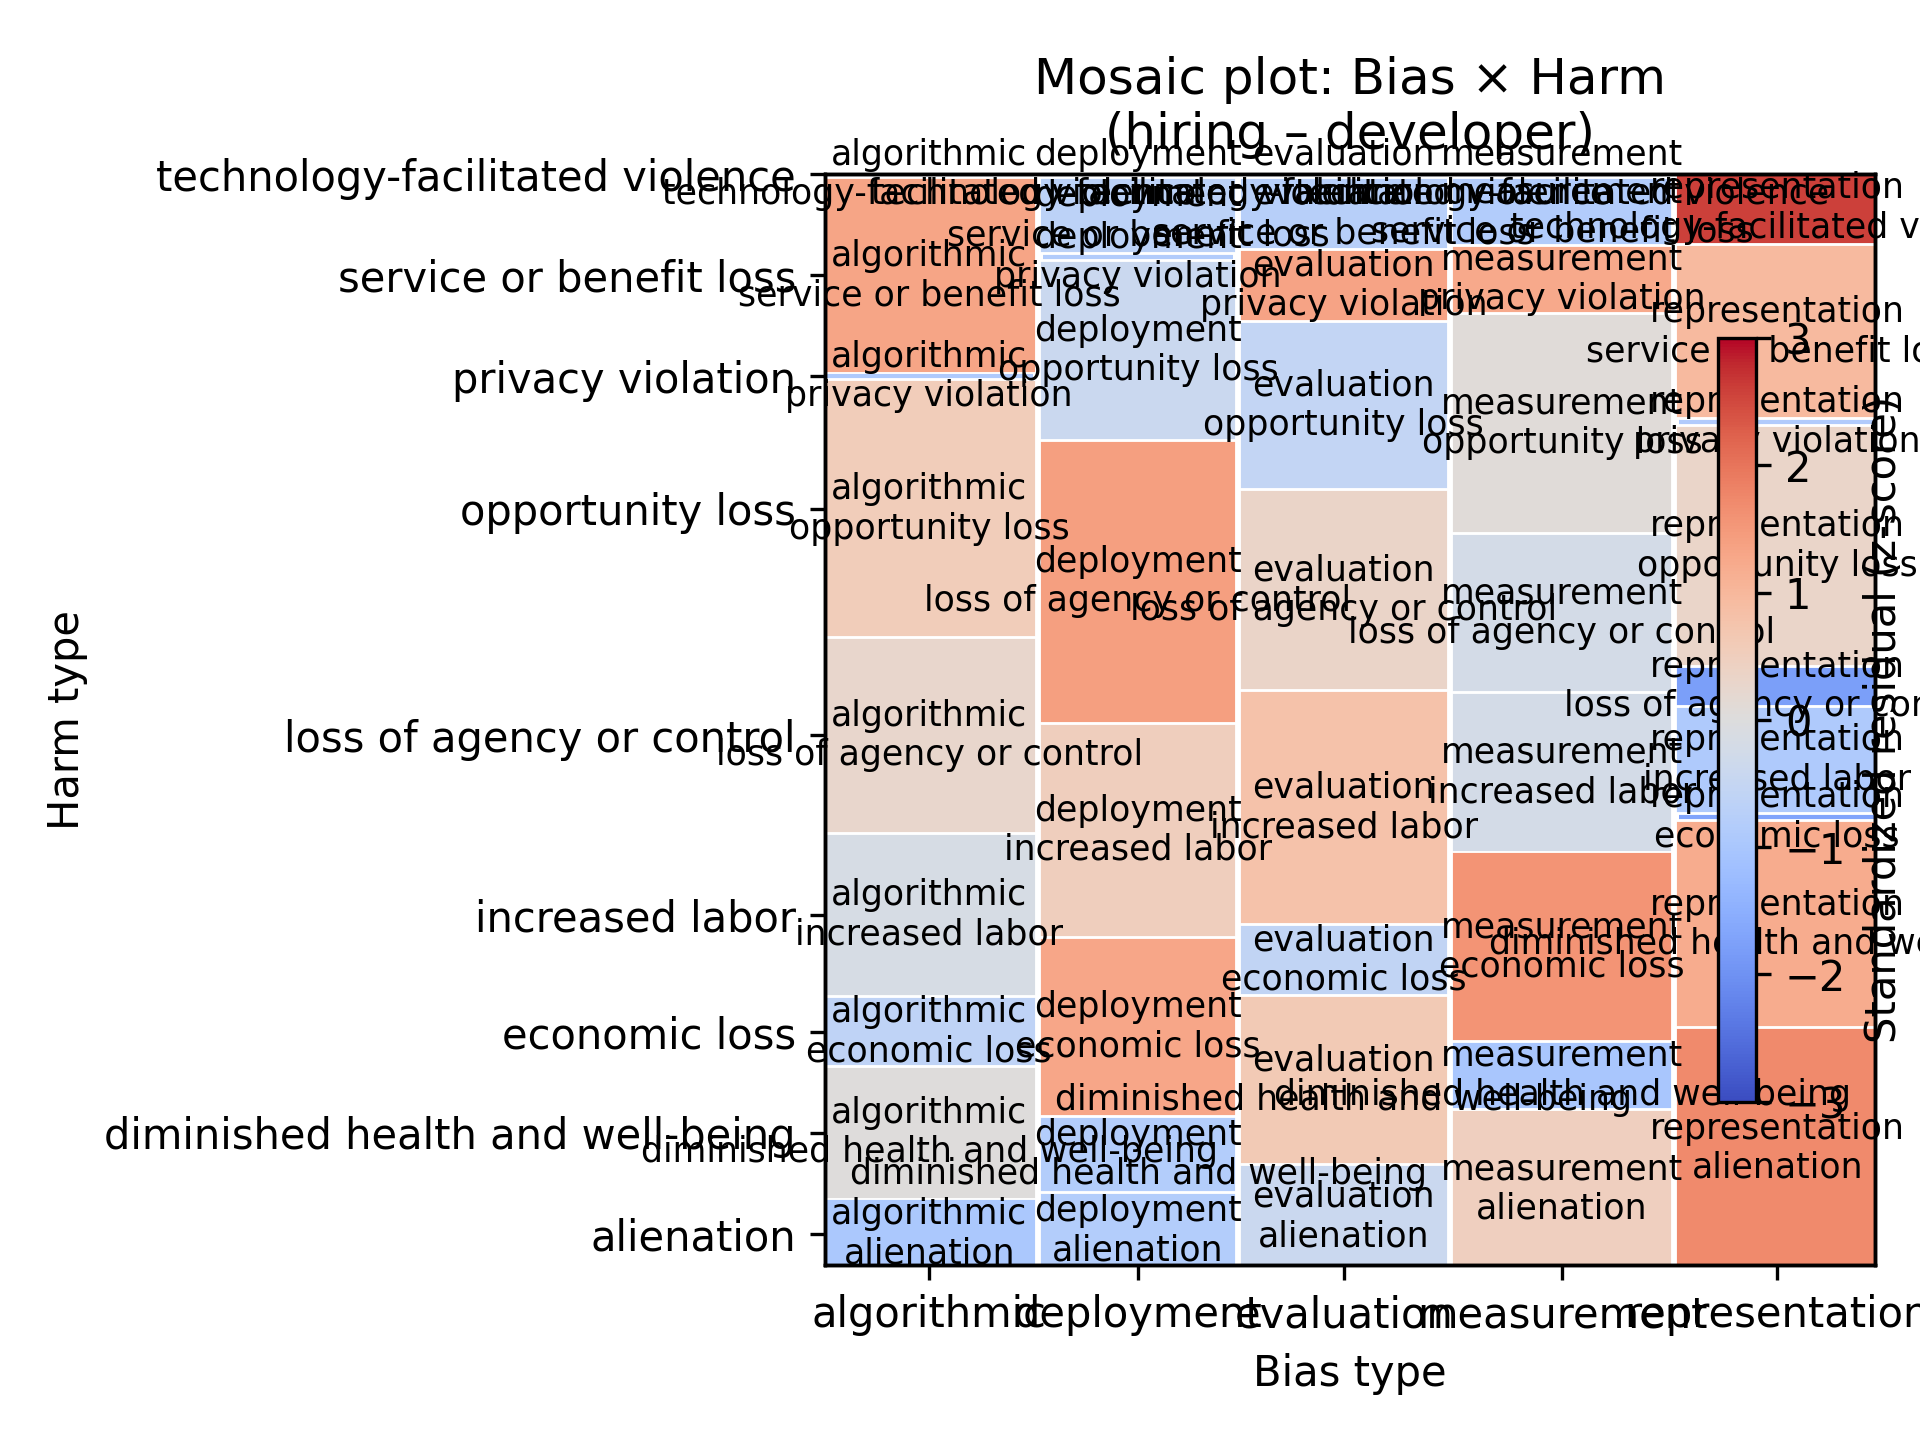 Mosaic plot: Bias × Harm
(hiring – developer)
technology-facilitated violence
service or benefit loss
privacy violation
opportunity loss
loss of agency or control
increased labor
economic loss
diminished health and well-being
alienation
Harm type
algorithmic
technology-facilitated violence
algorithmic
service or benefit loss
algorithmic
privacy violation
algorithmic
opportunity loss
algorithmic
loss of agency or control
algorithmic
increased labor
algorithmic
economic loss
algorithmic
diminished health and well-being
algorithmic
alienation
deployment
technology-facilitated violence
deployment
service or benefit loss
deployment
privacy violation
deployment
opportunity loss
deployment
loss of agency or control
deployment
increased labor
deployment
economic loss
deployment
diminished health and well-being
deployment
alienation
evaluation
technology-facilitated violence
evaluation
service or benefit loss
evaluation
privacy violation
evaluation
opportunity loss
evaluation
loss of agency or control
evaluation
increased labor
evaluation
economic loss
evaluation
diminished health and well-being
evaluation
alienation
measurement
technology-facilitated violence
measurement
service or benefit loss
measurement
privacy violation
measurement
opportunity loss
measurement
loss of agency or control
measurement
increased labor
measurement
economic loss
measurement
diminished health and well-being
measurement
alienation
representation
technology-facilitated v
representation
service or benefit lo
representation
privacy violation
representation
opportunity loss
representation
loss of agency or con
representation
increased labor
representation
economic loss
representation
diminished health and we
representation
alienation
3
2
1
0
−1
−2
−3
Standardized residual (z-score)
algorithmic
deployment
evaluation
measurement
representation
Bias type